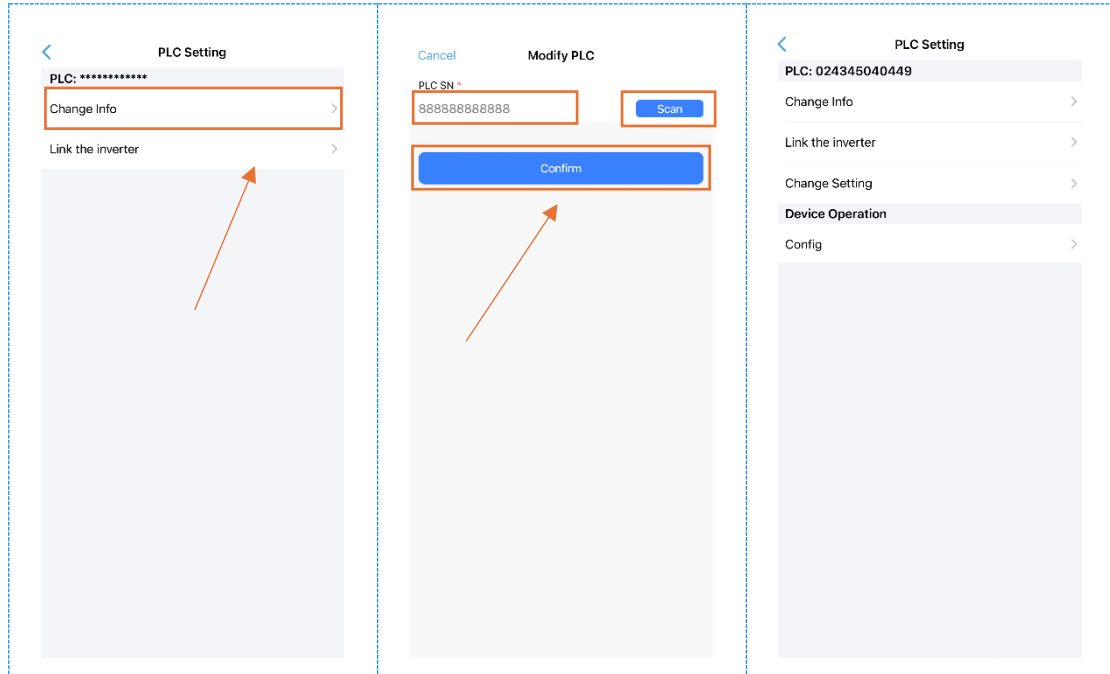 PLC Setting
PLC: ************
Change Info
Link the inverter
Cancel
Modify PLC
PLC SN *
888888888888
Scan
Confirm
PLC Setting
PLC: 024345040449
Change Info
Link the inverter
Change Setting
Device Operation
Config